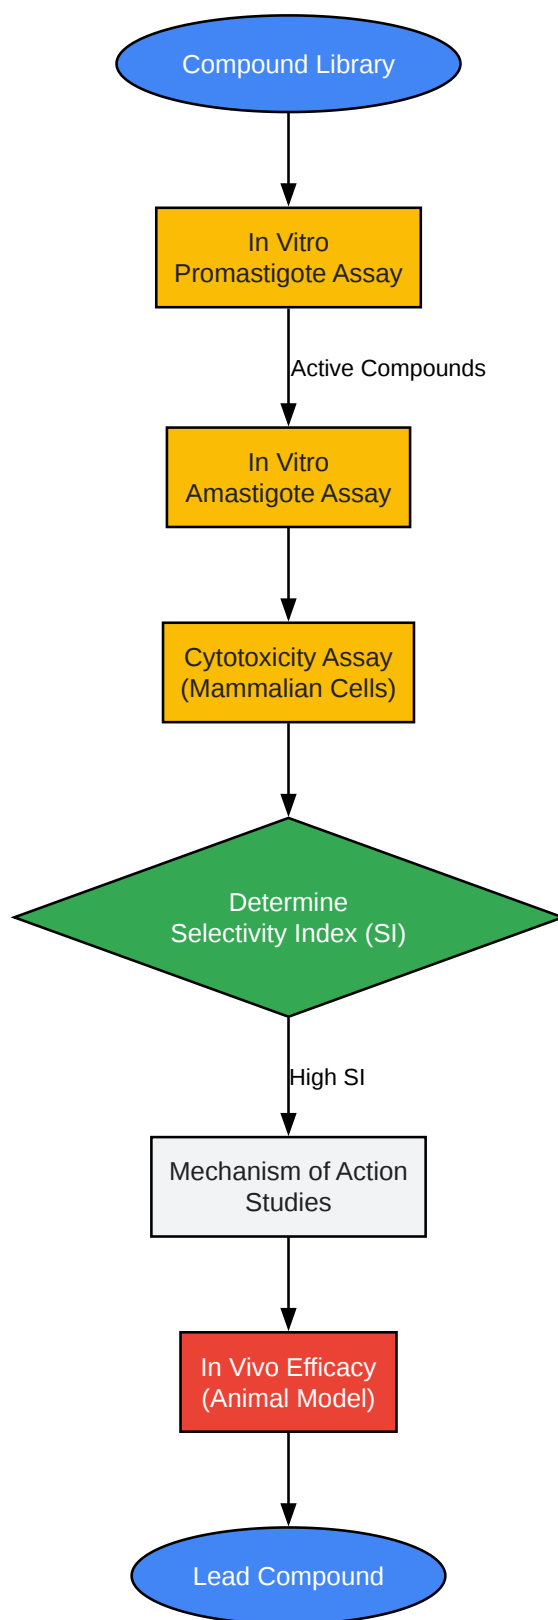 Compound Library
In Vitro
Promastigote Assay
Active Compounds
In Vitro
Amastigote Assay
Cytotoxicity Assay
(Mammalian Cells)
Determine
Selectivity Index (SI)
High SI
Mechanism of Action
Studies
In Vivo Efficacy
(Animal Model)
Lead Compound